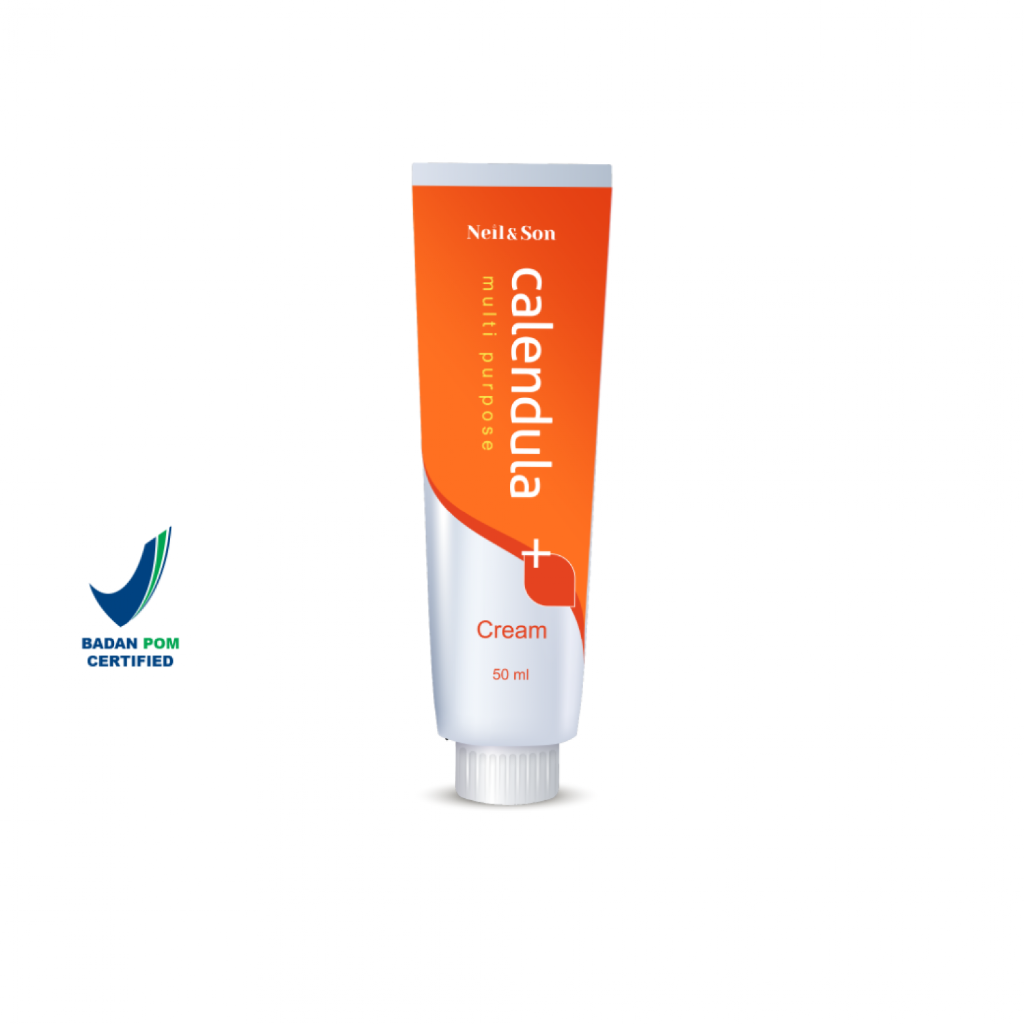 Neil & Son
calendula +
multi purpose
Cream
50 ml
BADAN POM
CERTIFIED